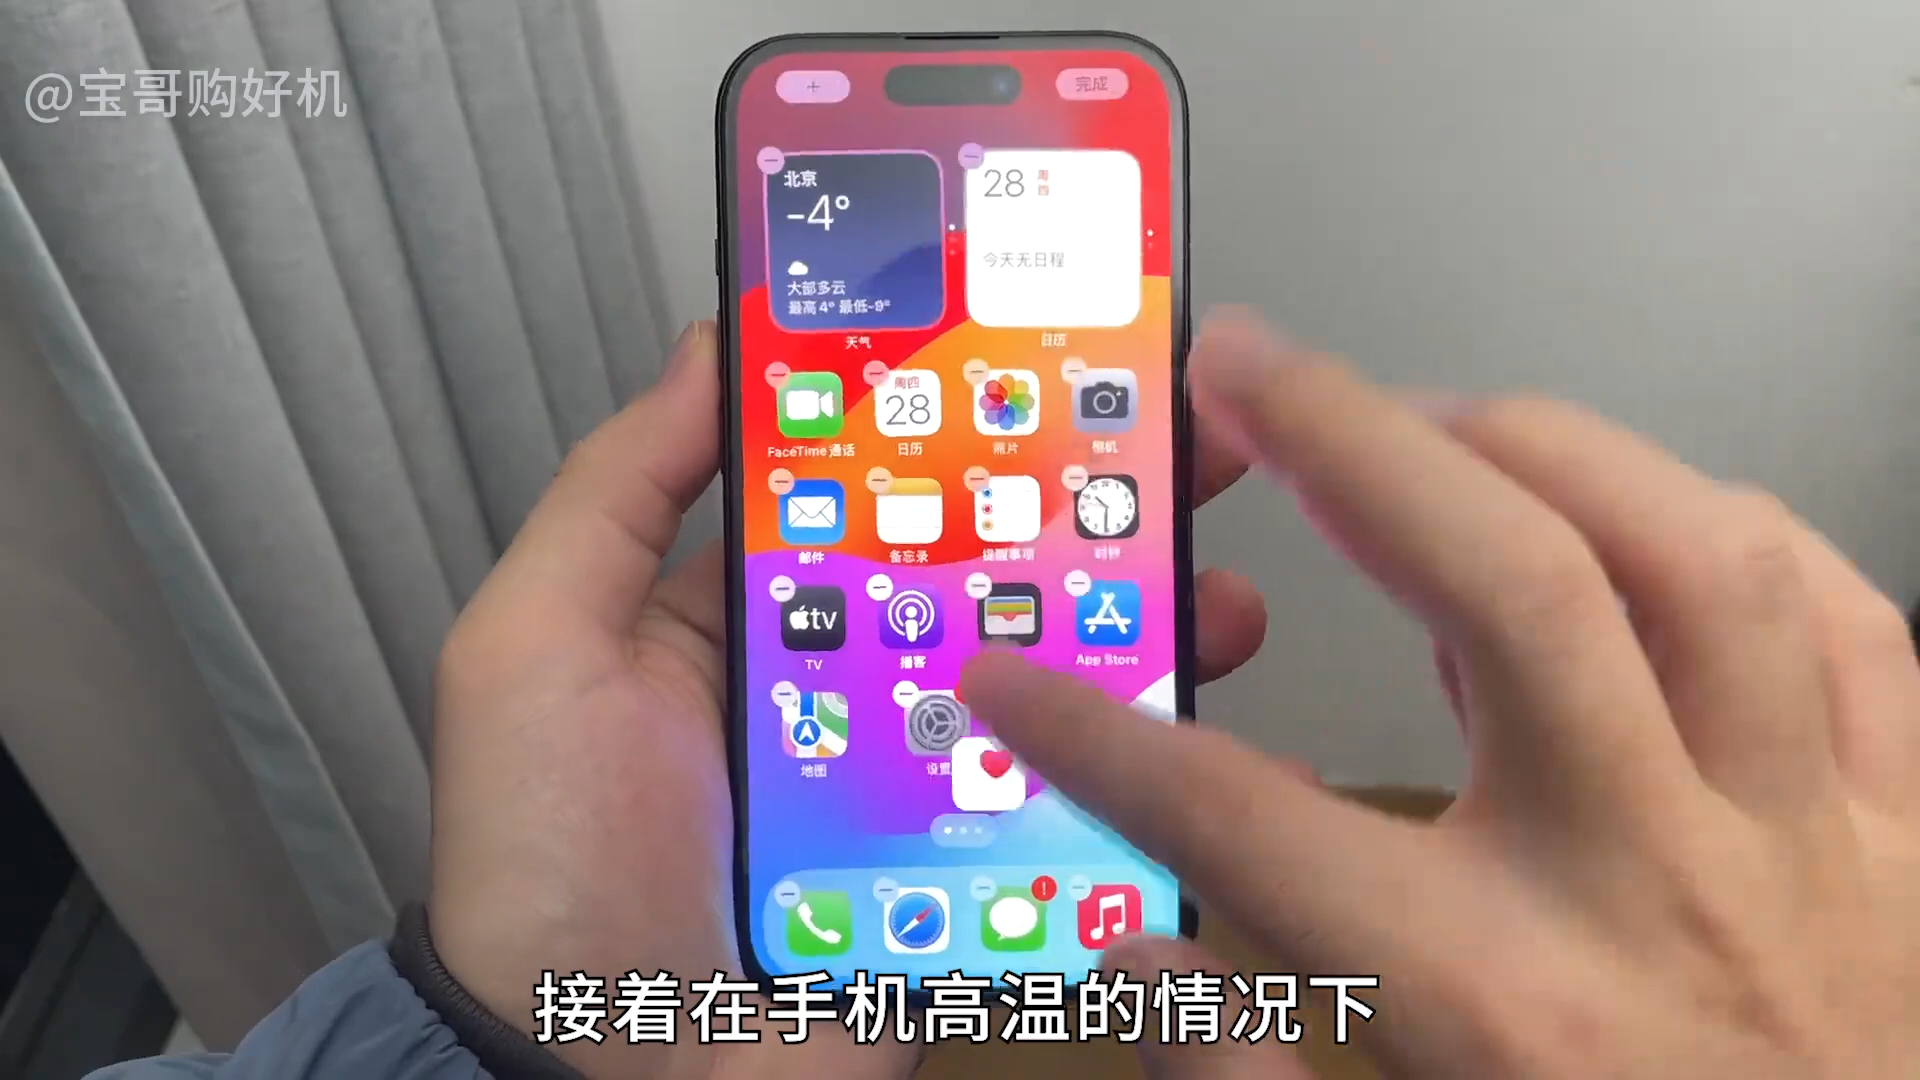 @宝哥购好机
+
完成
北京
-4°
大部多云
最高4° 最低-9°
天气
28 周四
今天无日程
日历
周四
28
FaceTime通话
日历
照片
相机
邮件
备忘录
提醒事项
时钟
tv
TV
播客
App Store
地图
设置
!
接着在手机高温的情况下